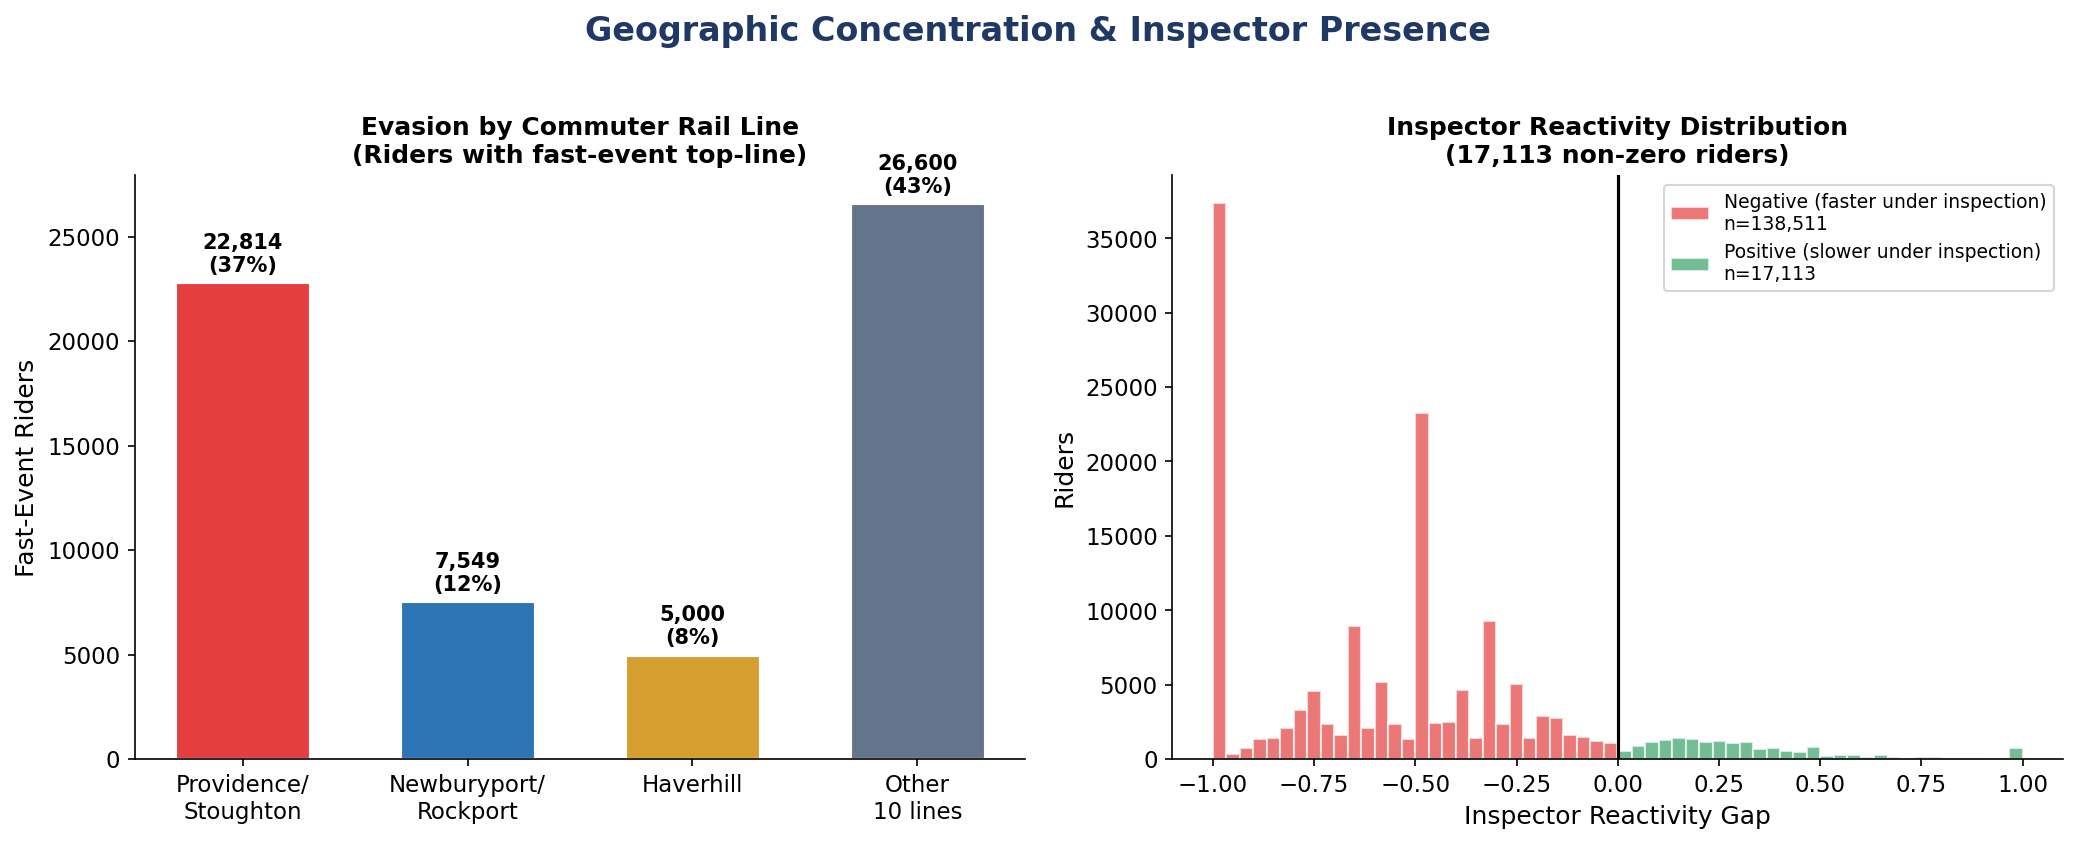 Geographic Concentration & Inspector Presence
Evasion by Commuter Rail Line
(Riders with fast-event top-line)
Fast-Event Riders
25000
20000
15000
10000
5000
0
22,814
(37%)
7,549
(12%)
5,000
(8%)
26,600
(43%)
Providence/
Stoughton
Newburyport/
Rockport
Haverhill
Other
10 lines
Inspector Reactivity Distribution
(17,113 non-zero riders)
Negative (faster under inspection)
n=138,511
Positive (slower under inspection)
n=17,113
Riders
35000
30000
25000
20000
15000
10000
5000
0
−1.00 −0.75 −0.50 −0.25 0.00 0.25 0.50 0.75 1.00
Inspector Reactivity Gap